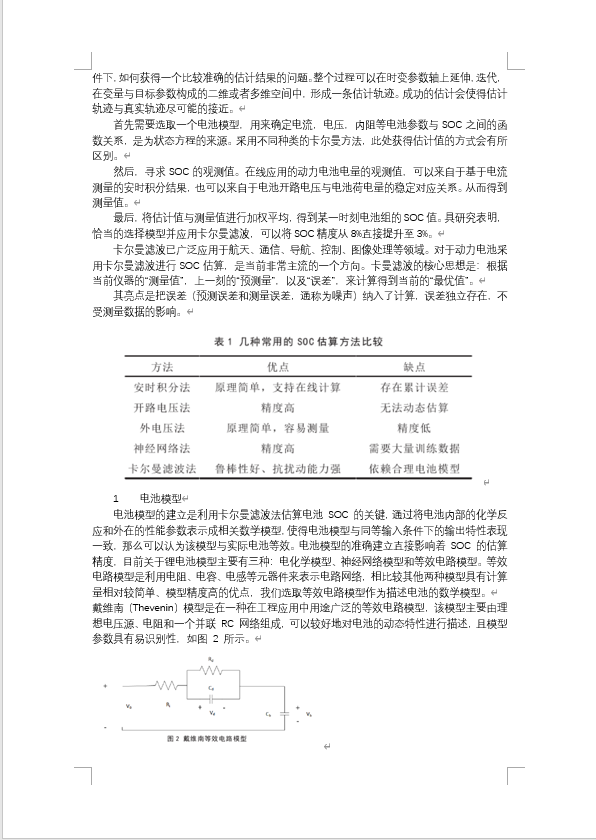 件下，如何获得一个比较准确的估计结果的问题。整个过程可以在时变参数轴上延伸，迭代，
在变量与目标参数构成的二维或者多维空间中，形成一条估计轨迹。成功的估计会使得估计
轨迹与真实轨迹尽可能的接近。
首先需要选取一个电池模型，用来确定电流，电压，内阻等电池参数与 SOC 之间的函
数关系，是为状态方程的来源。采用不同种类的卡尔曼方法，此处获得估计值的方式会有所
区别。
然后，寻求 SOC 的观测值。在线应用的动力电池电量的观测值，可以来自于基于电流
测量的安时积分结果，也可以来自于电池开路电压与电池荷电量的稳定对应关系。从而得到
测量值。
最后，将估计值与测量值进行加权平均，得到某一时刻电池组的 SOC 值。具研究表明，
恰当的选择模型并应用卡尔曼滤波，可以将 SOC 精度从 8%直接提升至 3%。
卡尔曼滤波已广泛应用于航天、通信、导航、控制、图像处理等领域。对于动力电池采
用卡尔曼滤波进行 SOC 估算，是当前非常主流的一个方向。卡曼滤波的核心思想是：根据
当前仪器的“测量值”，上一刻的“预测量”，以及“误差”，来计算得到当前的“最优值”。
其亮点是把误差（预测误差和测量误差，通称为噪声）纳入了计算，误差独立存在，不
受测量数据的影响。
表 1 几种常用的 SOC 估算方法比较
方法 优点 缺点
安时积分法 原理简单，支持在线计算 存在累计误差
开路电压法 精度高 无法动态估算
外电压法 原理简单，容易测量 精度低
神经网络法 精度高 需要大量训练数据
卡尔曼滤波法 鲁棒性好、抗扰动能力强 依赖合理电池模型
1 电池模型
电池模型的建立是利用卡尔曼滤波法估算电池 SOC 的关键，通过将电池内部的化学反
应和外在的性能参数表示成相关数学模型，使得电池模型与同等输入条件下的输出特性表现
一致，那么可以认为该模型与实际电池等效。电池模型的准确建立直接影响着 SOC 的估算
精度，目前关于锂电池模型主要有三种：电化学模型、神经网络模型和等效电路模型。等效
电路模型是利用电阻、电容、电感等元器件来表示电路网络，相比较其他两种模型具有计算
量相对较简单、模型精度高的优点，我们选取等效电路模型作为描述电池的数学模型。
戴维南（Thevenin）模型是在一种在工程应用中用途广泛的等效电路模型，该模型主要由理
想电压源、电阻和一个并联 RC 网络组成，可以较好地对电池的动态特性进行描述，且模型
参数具有易识别性，如图 2 所示。
+
-
+ -
+
-
图 2 戴维南等效电路模型